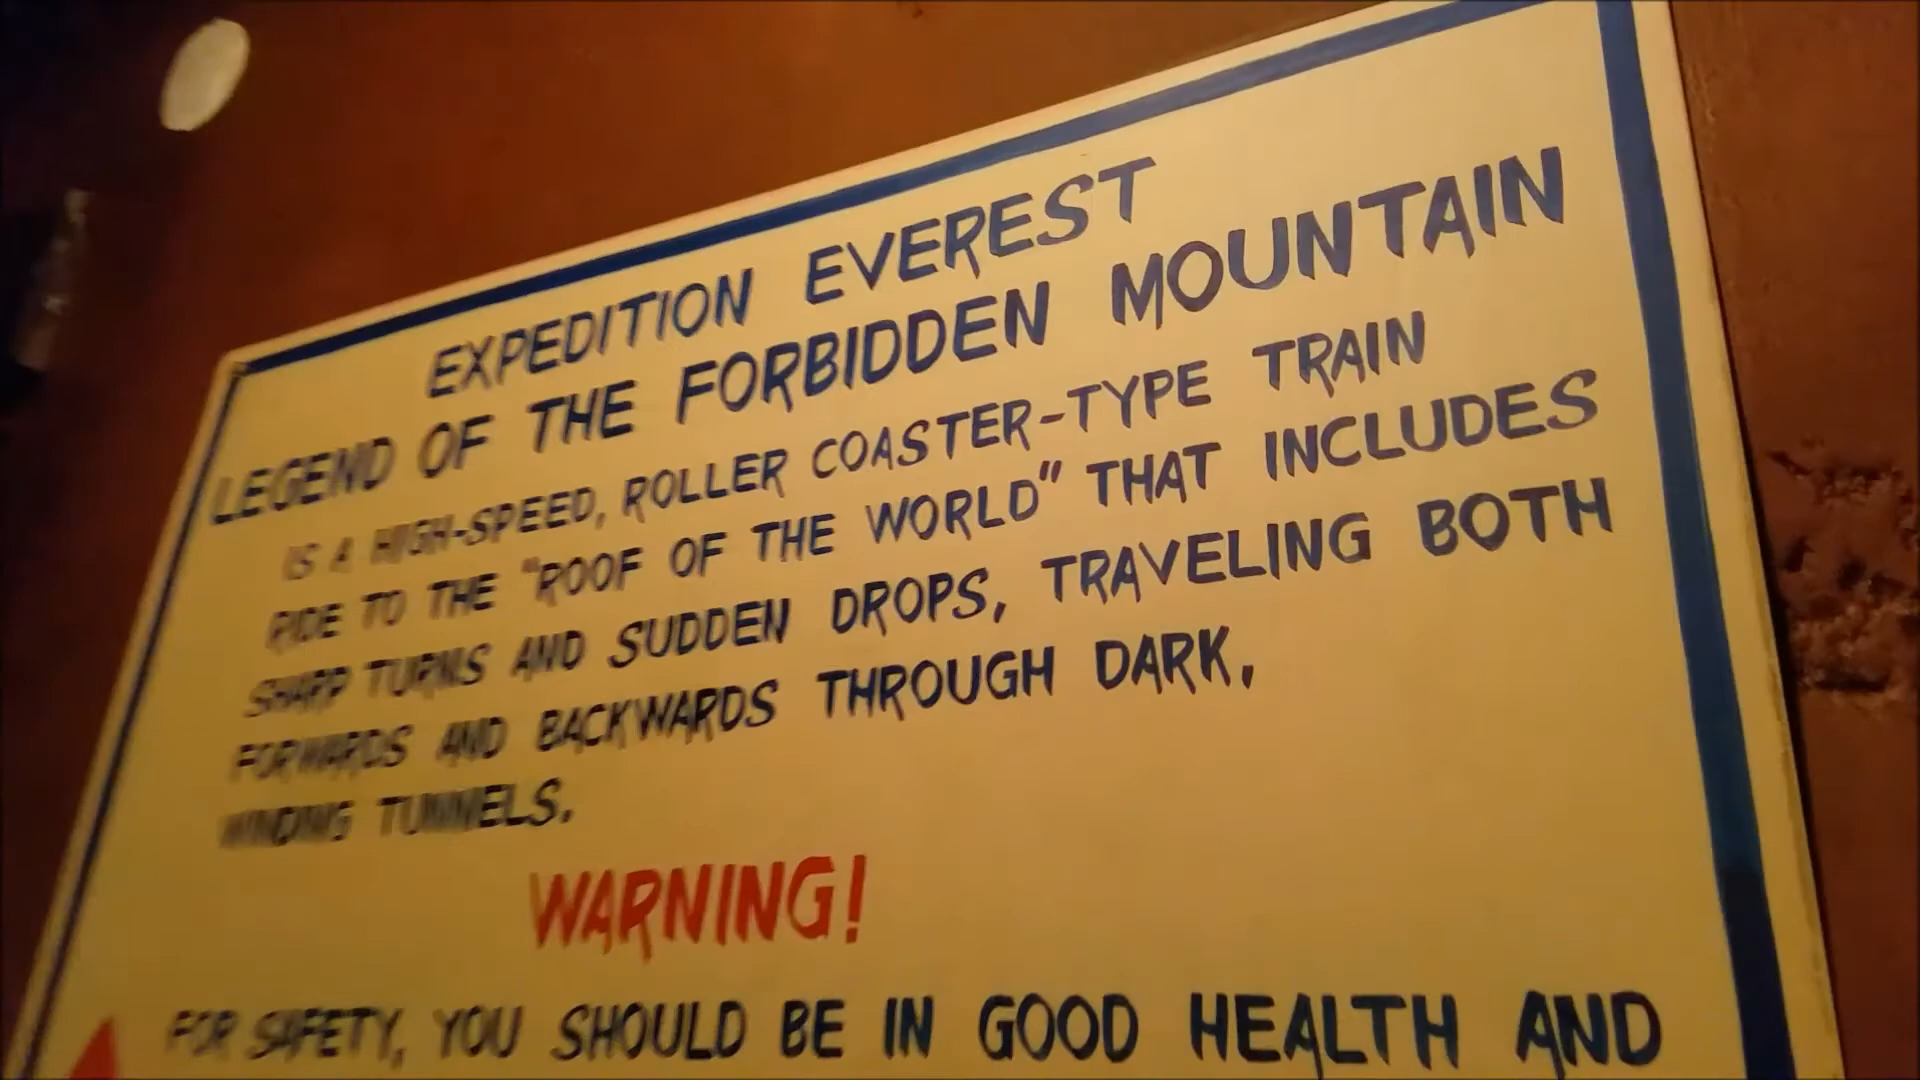 EXPEDITION EVEREST
LEGEND OF THE FORBIDDEN MOUNTAIN
IS A HIGH-SPEED, ROLLER COASTER-TYPE TRAIN
RIDE TO THE "ROOF OF THE WORLD" THAT INCLUDES
SHARP TURNS AND SUDDEN DROPS, TRAVELING BOTH
FORWARDS AND BACKWARDS THROUGH DARK,
WINDING TUNNELS.
WARNING!
FOR SAFETY, YOU SHOULD BE IN GOOD HEALTH AND